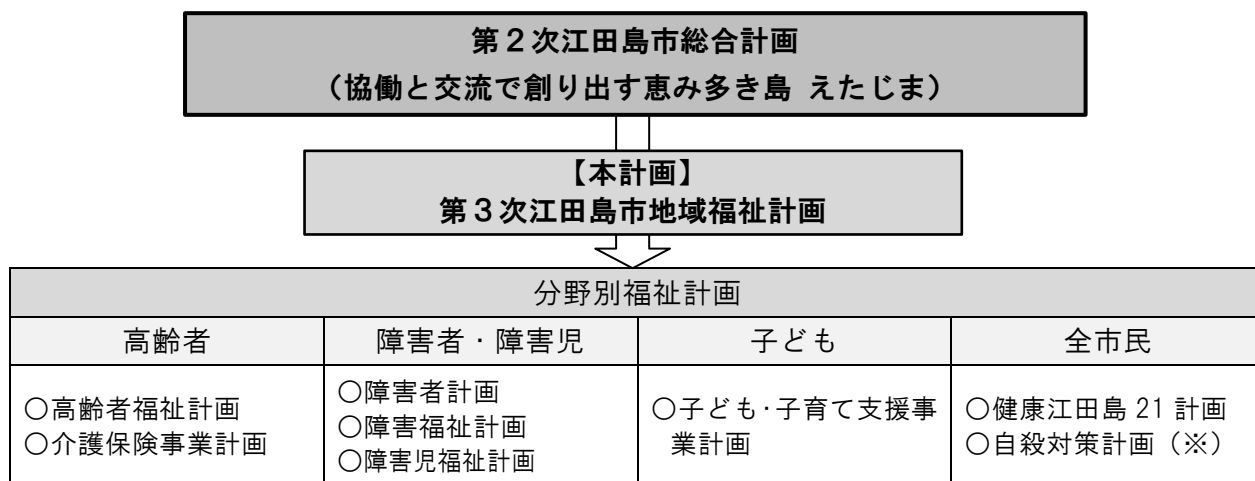 第２次江田島市総合計画
（協働と交流で創り出す恵み多き島 えたじま）
【本計画】
第３次江田島市地域福祉計画
分野別福祉計画
高齢者
障害者・障害児
子ども
全市民
○高齢者福祉計画
○介護保険事業計画
○障害者計画
○障害福祉計画
○障害児福祉計画
○子ども･子育て支援事
業計画
○健康江田島 21 計画
○自殺対策計画（※）